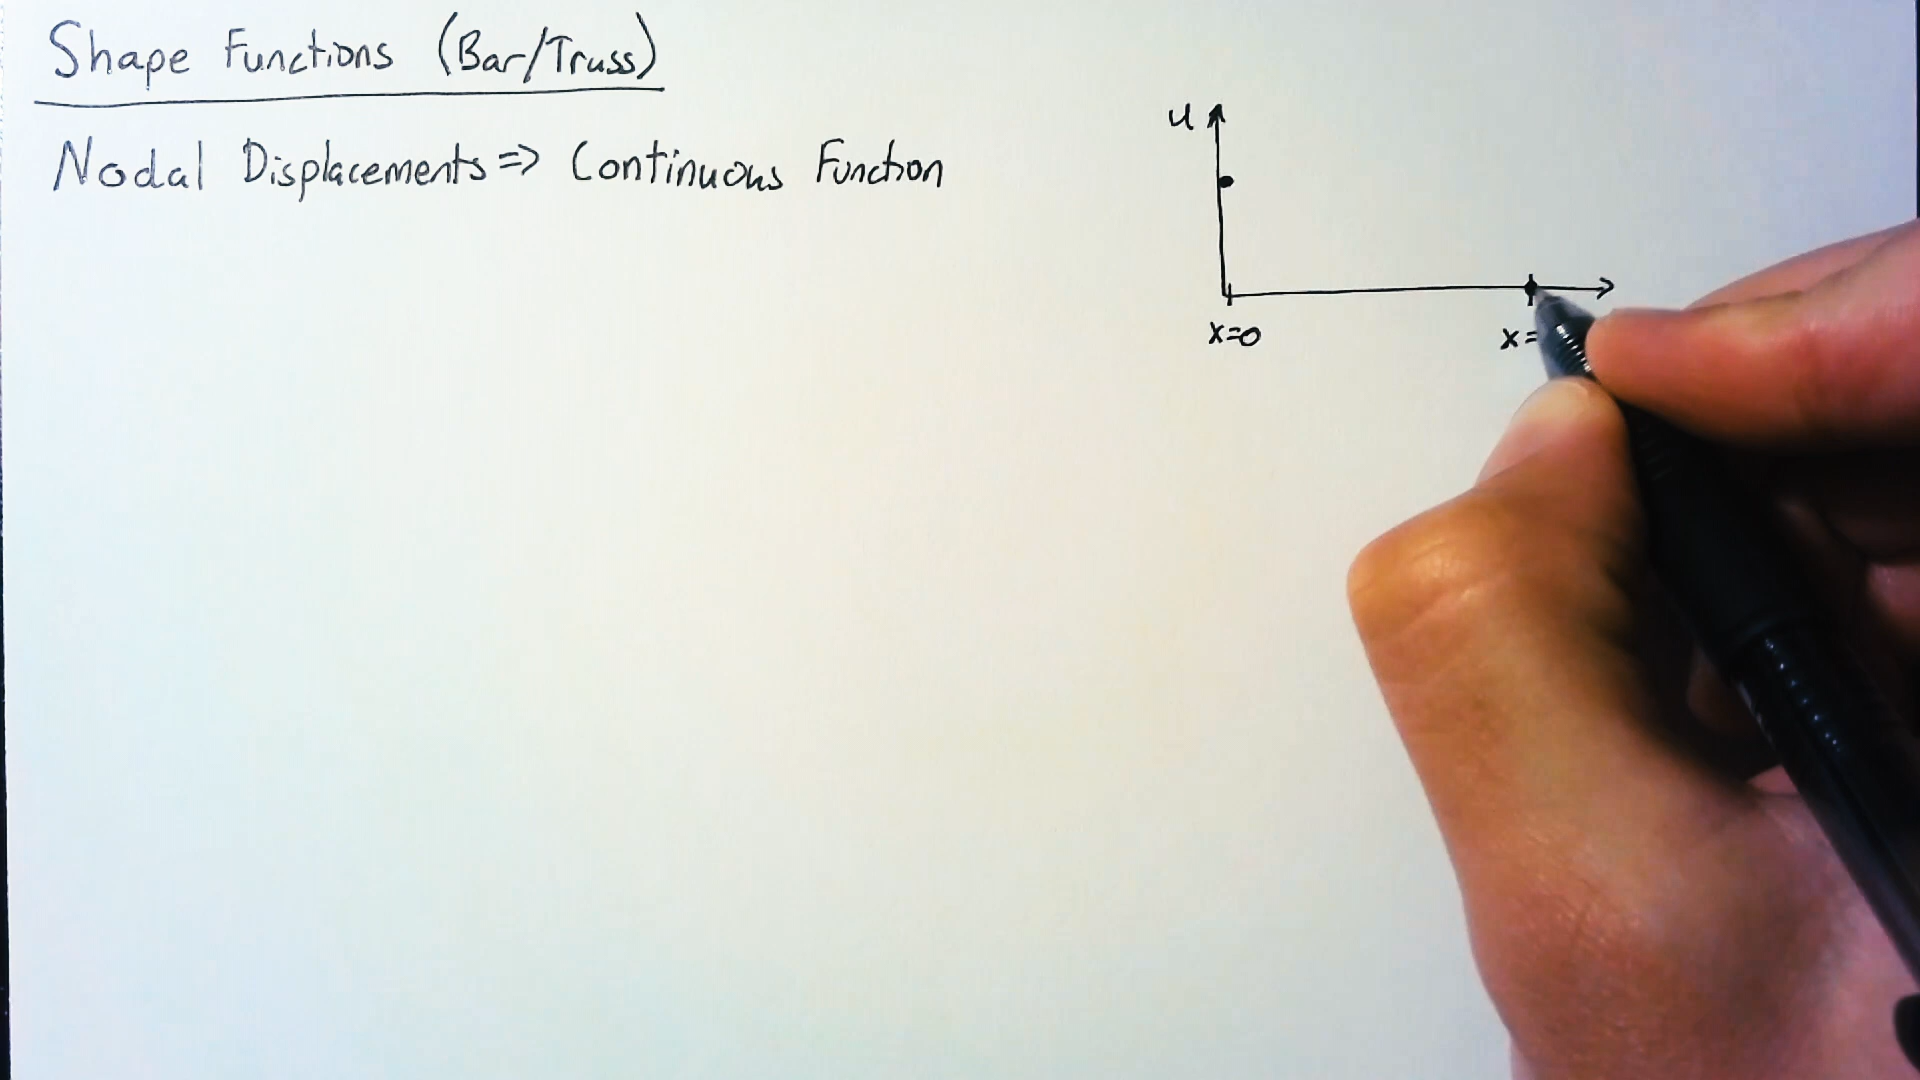 Shape Functions (Bar/Truss)
Nodal Displacements => Continuous Function
u
x=0
x=